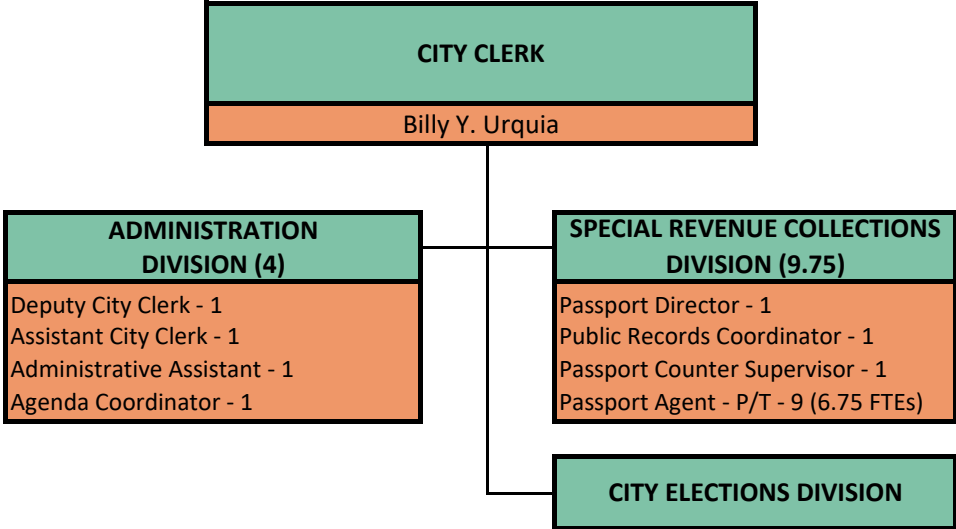 CITY CLERK
Billy Y. Urquia
ADMINISTRATION
DIVISION (4)
Deputy City Clerk - 1
Assistant City Clerk - 1
Administrative Assistant - 1
Agenda Coordinator - 1
SPECIAL REVENUE COLLECTIONS
DIVISION (9.75)
Passport Director - 1
Public Records Coordinator - 1
Passport Counter Supervisor - 1
Passport Agent - P/T - 9 (6.75 FTEs)
CITY ELECTIONS DIVISION